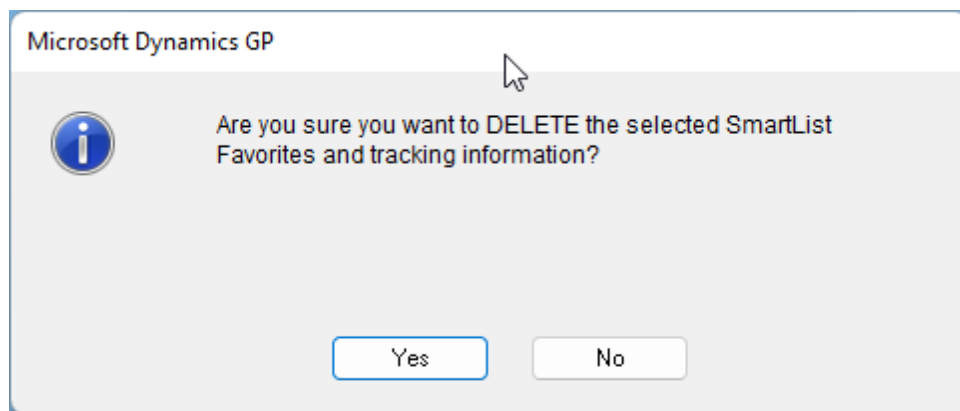 Microsoft Dynamics GP
Are you sure you want to DELETE the selected SmartList
Favorites and tracking information?
Yes
No